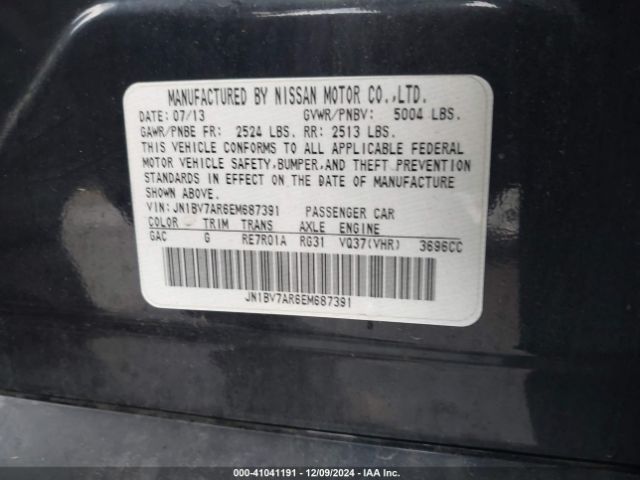 MANUFACTURED BY NISSAN MOTOR CO.,LTD.
DATE: 07/13 GVWR/PNBV: 5004 LBS.
GAWR/PNBE FR: 2524 LBS. RR: 2513 LBS.
THIS VEHICLE CONFORMS TO ALL APPLICABLE FEDERAL
MOTOR VEHICLE SAFETY,BUMPER,AND THEFT PREVENTION
STANDARDS IN EFFECT ON THE DATE OF MANUFACTURE
SHOWN ABOVE.
VIN: JN1BV7AR6EM687391 PASSENGER CAR
COLOR TRIM TRANS AXLE ENGINE
GAC G RE7R01A RG31 VQ37(VHR) 3696CC
JN1BV7AR6EM687391
000-41041191 - 12/09/2024 - IAA Inc.